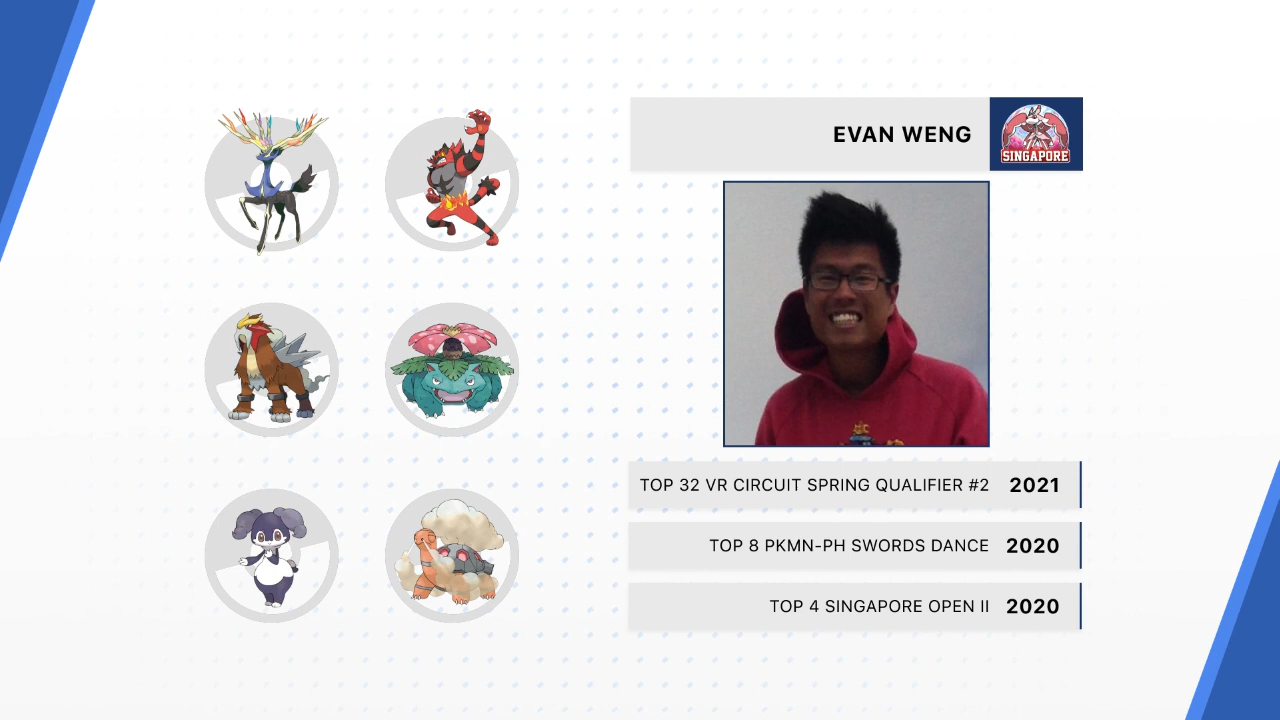 EVAN WENG
SINGAPORE
TOP 32 VR CIRCUIT SPRING QUALIFIER #2 2021
TOP 8 PKMN-PH SWORDS DANCE 2020
TOP 4 SINGAPORE OPEN II 2020